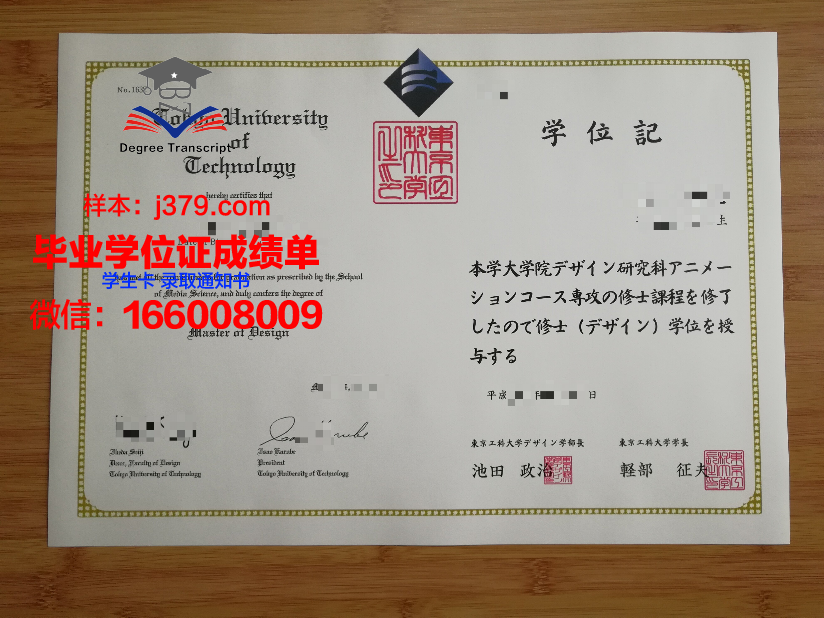 No.163
Tokyo University
of
Technology
Degree Transcript
hereby certifies that
as prescribed by the School
of Media Science, and duly confers the degree of
Master of Design
Ikeda Seiji
Dean, Faculty of Design
Tokyo University of Technology
Isao Karube
President
Tokyo University of Technology
样本：j379.com
毕业学位证成绩单
学生卡 录取通知书
微信：166008009
学位記
本学大学院デザイン研究科アニメー
ションコース専攻の修士課程を修了
したので修士（デザイン）学位を授
与する
平成 月 日
東京工科大学デザイン学部長
池田 政治
東京工科大学学長
軽部 征夫